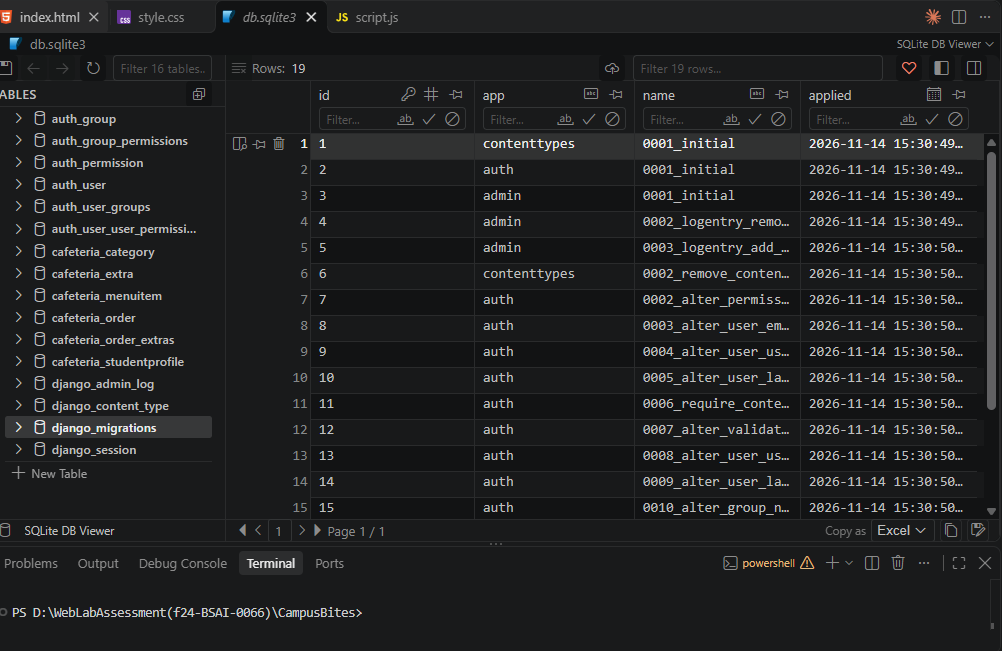 index.html style.css db.sqlite3 JS script.js
db.sqlite3 SQLite DB Viewer
Filter 16 tables.. Rows: 19 Filter 19 rows...
ABLES
auth_group
auth_group_permissions
auth_permission
auth_user
auth_user_groups
auth_user_user_permissi...
cafeteria_category
cafeteria_extra
cafeteria_menuitem
cafeteria_order
cafeteria_order_extras
cafeteria_studentprofile
django_admin_log
django_content_type
django_migrations
django_session
New Table
SQLite DB Viewer
id app name applied
Filter... ab Filter... ab Filter... ab Filter... ab
1 1 contenttypes 0001_initial 2026-11-14 15:30:49…
2 2 auth 0001_initial 2026-11-14 15:30:49…
3 3 admin 0001_initial 2026-11-14 15:30:49…
4 4 admin 0002_logentry_remo… 2026-11-14 15:30:49…
5 5 admin 0003_logentry_add_… 2026-11-14 15:30:50…
6 6 contenttypes 0002_remove_conten… 2026-11-14 15:30:50…
7 7 auth 0002_alter_permiss… 2026-11-14 15:30:50…
8 8 auth 0003_alter_user_em… 2026-11-14 15:30:50…
9 9 auth 0004_alter_user_us… 2026-11-14 15:30:50…
10 10 auth 0005_alter_user_la… 2026-11-14 15:30:50…
11 11 auth 0006_require_conte… 2026-11-14 15:30:50…
12 12 auth 0007_alter_validat… 2026-11-14 15:30:50…
13 13 auth 0008_alter_user_us… 2026-11-14 15:30:50…
14 14 auth 0009_alter_user_la… 2026-11-14 15:30:50…
15 15 auth 0010_alter_group_n… 2026-11-14 15:30:50…
1 Page 1 / 1 Copy as Excel
Problems Output Debug Console Terminal Ports powershell
PS D:\WebLabAssessment(f24-BSAI-0066)\CampusBites>